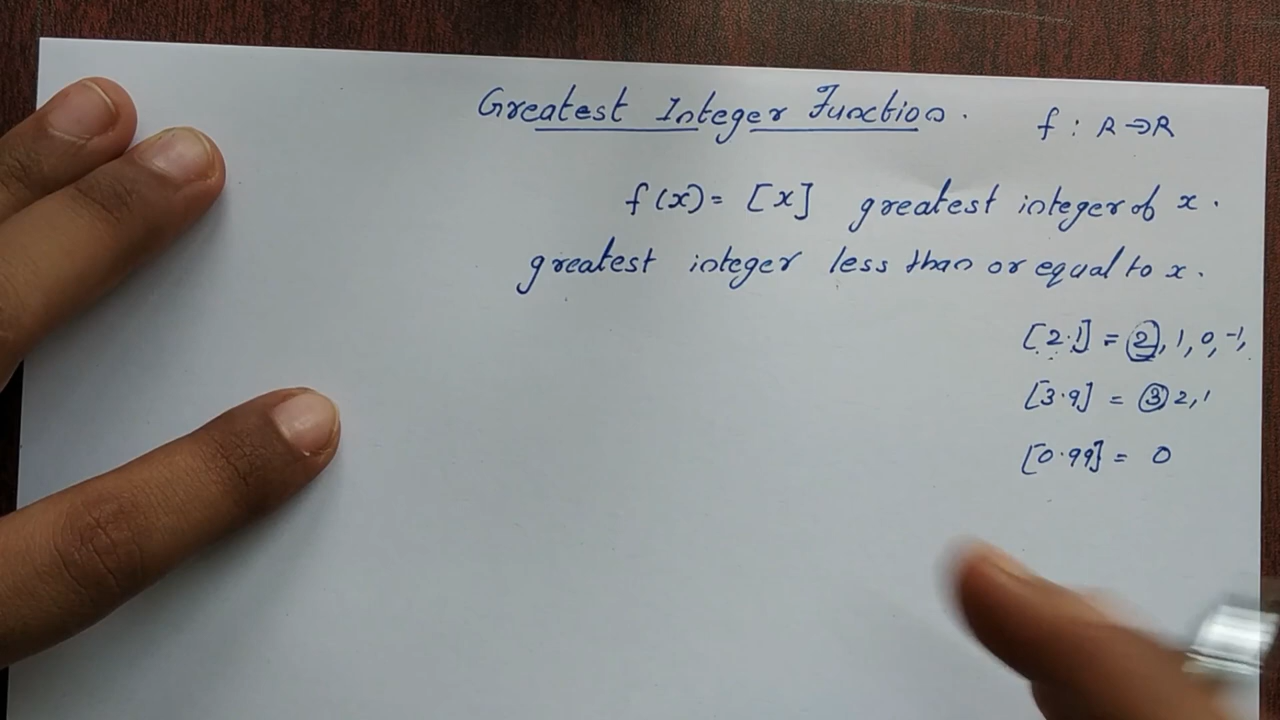 Greatest Integer Function. f : R → R
f(x) = [x] greatest integer of x.
greatest integer less than or equal to x.
[2.1] = 2, 1, 0, -1,
[3.9] = 3 2, 1
[0.99] = 0